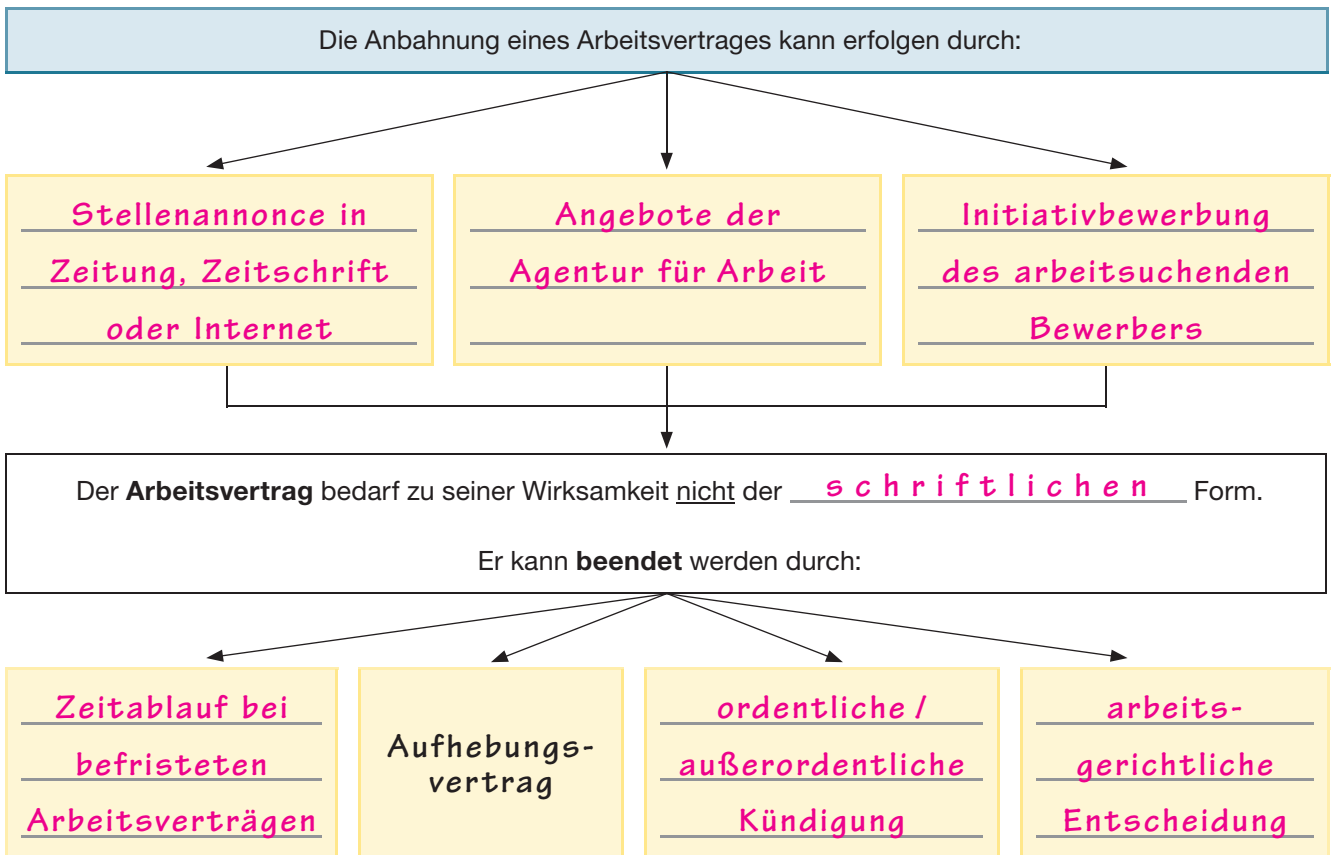 Die Anbahnung eines Arbeitsvertrages kann erfolgen durch:
Stellenannonce in
Zeitung, Zeitschrift
oder Internet
Angebote der
Agentur für Arbeit
Initiativbewerbung
des arbeitsuchenden
Bewerbers
Der Arbeitsvertrag bedarf zu seiner Wirksamkeit nicht der schriftlichen Form.
Er kann beendet werden durch:
Zeitablauf bei
befristeten
Arbeitsverträgen
Aufhebungs-
vertrag
ordentliche /
außerordentliche
Kündigung
arbeits-
gerichtliche
Entscheidung